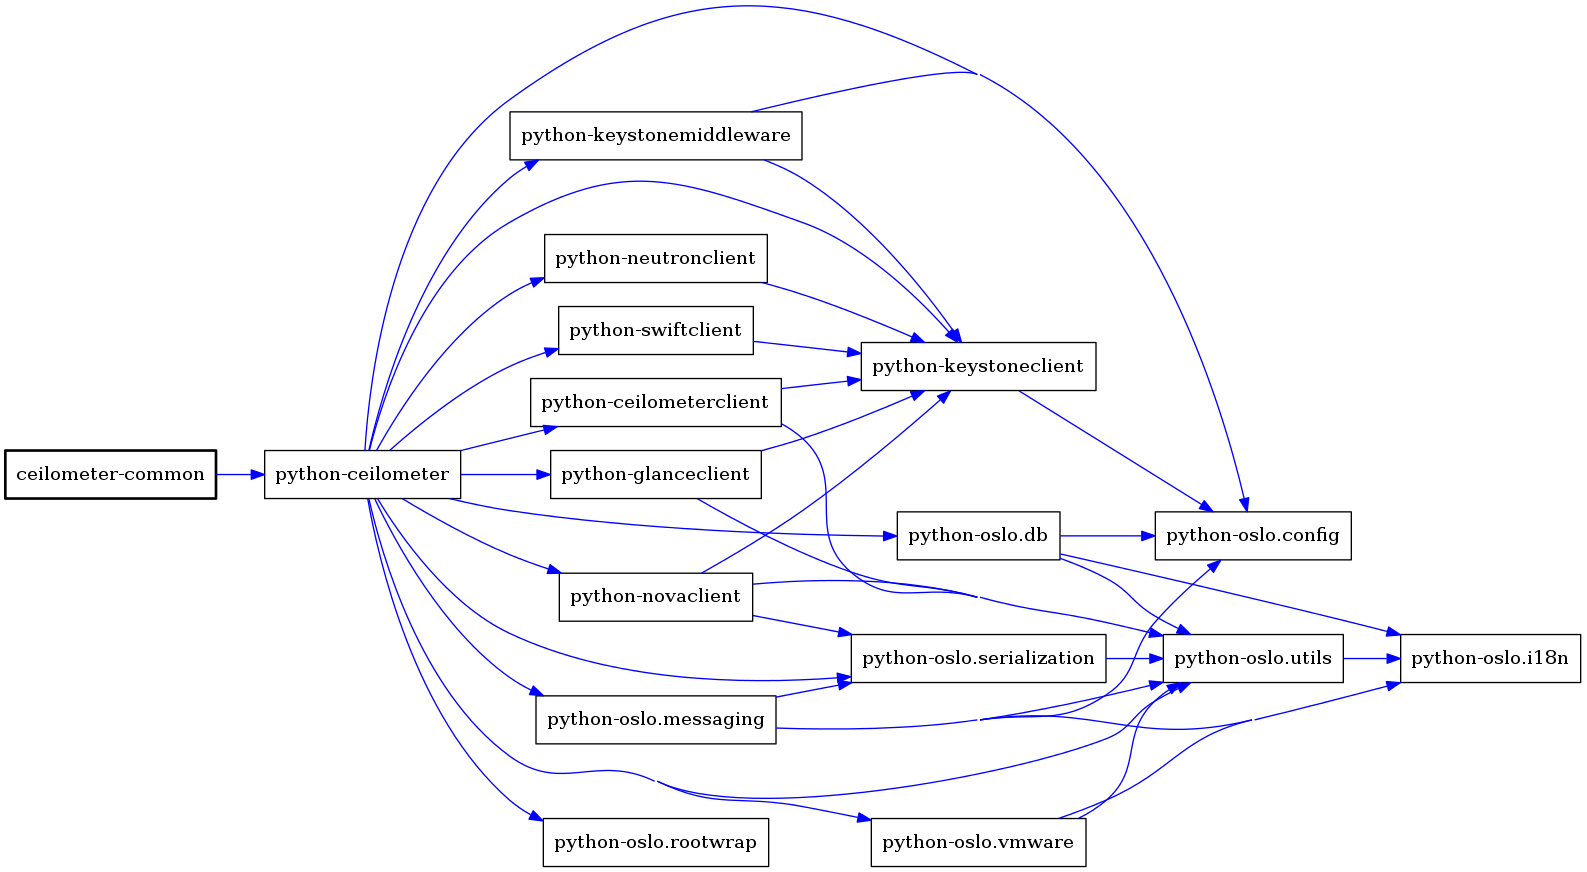 python-keystonemiddleware
python-neutronclient
python-swiftclient
python-keystoneclient
python-ceilometerclient
ceilometer-common
python-ceilometer
python-glanceclient
python-oslo.db
python-oslo.config
python-novaclient
python-oslo.serialization
python-oslo.utils
python-oslo.i18n
python-oslo.messaging
python-oslo.rootwrap
python-oslo.vmware